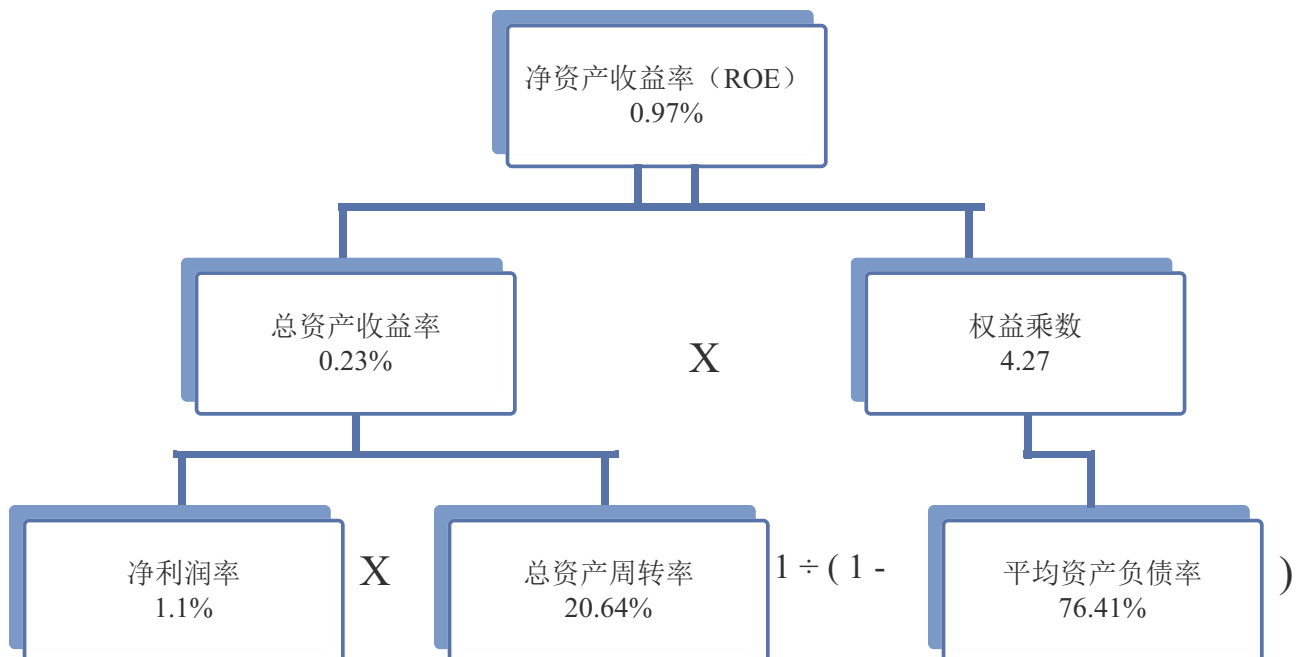 净资产收益率（ROE）
0.97%
总资产收益率
0.23%
X
权益乘数
4.27
净利润率
1.1%
X
总资产周转率
20.64%
1 ÷ ( 1 -
平均资产负债率
76.41%
)